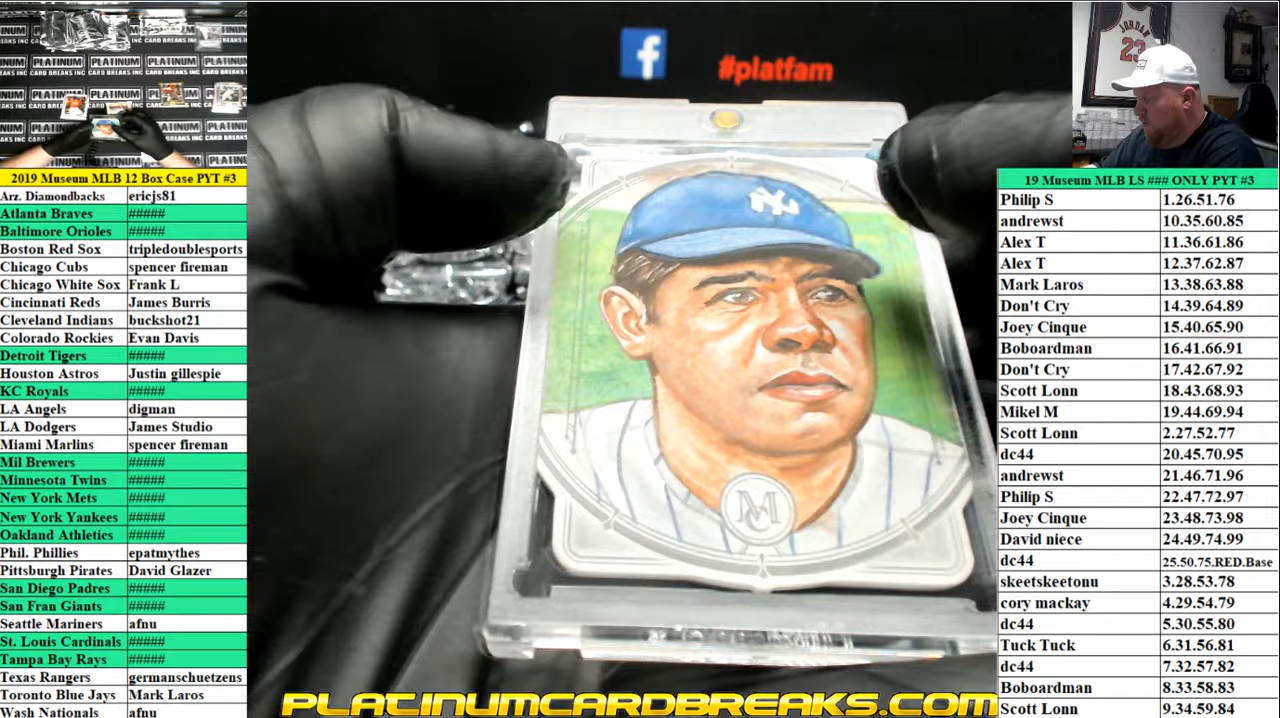 PLATINUM
CARD BREAKS INC
JORDAN
23
#platfam
NY
M
2019 Museum MLB 12 Box Case PYT #3
Arz. Diamondbacks ericjs81
Atlanta Braves #####
Baltimore Orioles #####
Boston Red Sox tripledoublesports
Chicago Cubs spencer fireman
Chicago White Sox Frank L
Cincinnati Reds James Burris
Cleveland Indians buckshot21
Colorado Rockies Evan Davis
Detroit Tigers #####
Houston Astros Justin gillespie
KC Royals #####
LA Angels digman
LA Dodgers James Studio
Miami Marlins spencer fireman
Mil Brewers #####
Minnesota Twins #####
New York Mets #####
New York Yankees #####
Oakland Athletics #####
Phil. Phillies epatmythes
Pittsburgh Pirates David Glazer
San Diego Padres #####
San Fran Giants #####
Seattle Mariners afnu
St. Louis Cardinals #####
Tampa Bay Rays #####
Texas Rangers germanschuetzens
Toronto Blue Jays Mark Laros
Wash Nationals afnu
19 Museum MLB LS ### ONLY PYT #3
Philip S 1.26.51.76
andrewst 10.35.60.85
Alex T 11.36.61.86
Alex T 12.37.62.87
Mark Laros 13.38.63.88
Don't Cry 14.39.64.89
Joey Cinque 15.40.65.90
Boboardman 16.41.66.91
Don't Cry 17.42.67.92
Scott Lonn 18.43.68.93
Mikel M 19.44.69.94
Scott Lonn 2.27.52.77
dc44 20.45.70.95
andrewst 21.46.71.96
Philip S 22.47.72.97
Joey Cinque 23.48.73.98
David niece 24.49.74.99
dc44 25.50.75.RED.Base
skeetskeetonu 3.28.53.78
cory mackay 4.29.54.79
dc44 5.30.55.80
Tuck Tuck 6.31.56.81
dc44 7.32.57.82
Boboardman 8.33.58.83
Scott Lonn 9.34.59.84
PLATINUMCARDBREAKS.COM